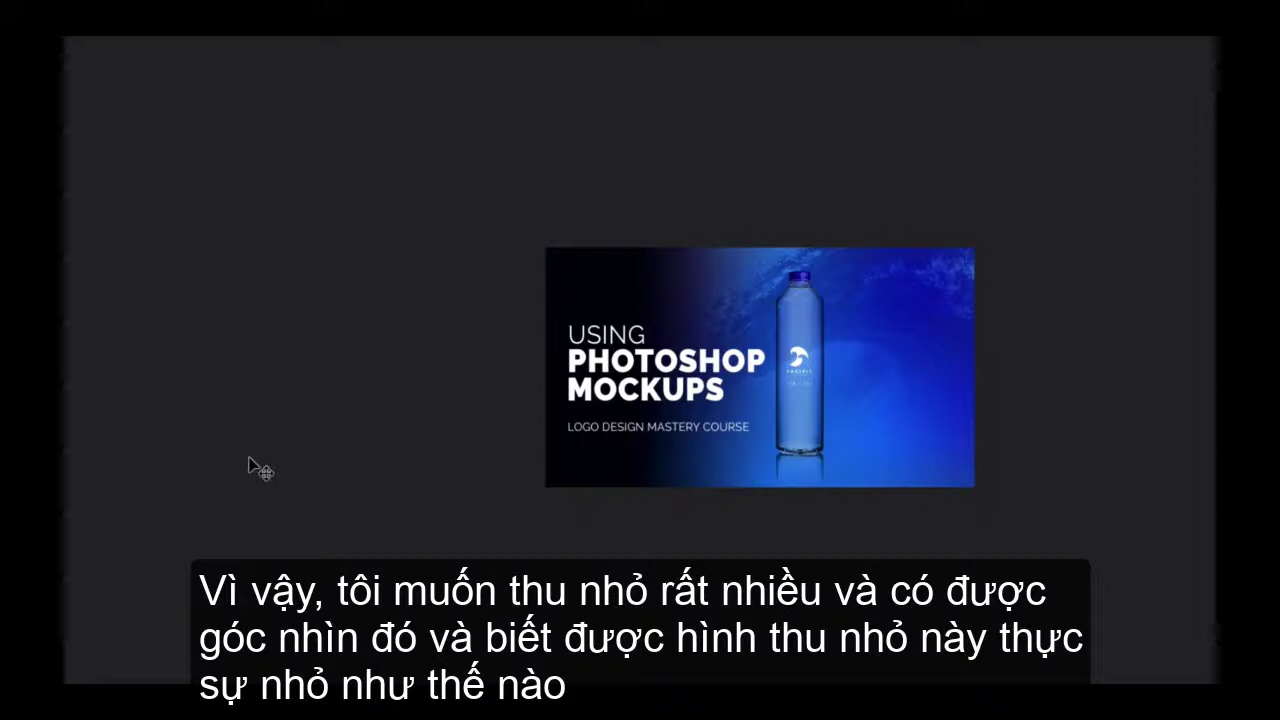 USING
PHOTOSHOP
MOCKUPS
LOGO DESIGN MASTERY COURSE
Vì vậy, tôi muốn thu nhỏ rất nhiều và có được
góc nhìn đó và biết được hình thu nhỏ này thực
sự nhỏ như thế nào